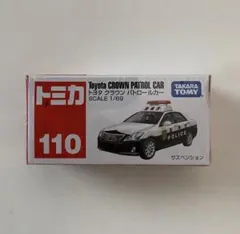 トミカ
110
Toyota CROWN PATROL CAR
トヨタ クラウン パトロールカー
SCALE 1/69
TAKARA TOMY
POLICE
サスペンション